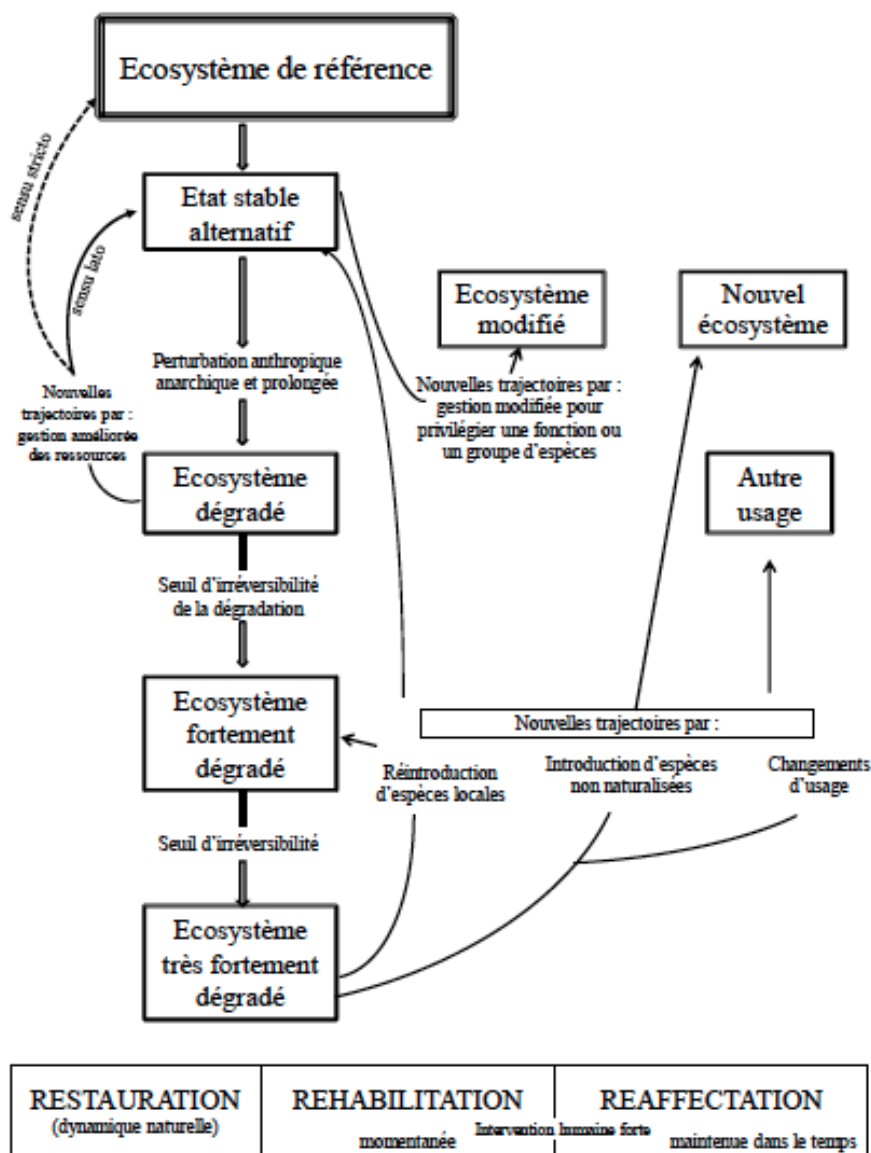 Ecosystème de référence
sensu stricto
Etat stable
alternatif
sensu lato
Ecosystème
modifié
Nouvel
écosystème
Perturbation anthropique
anarchique et prolongée
Nouvelles
trajectoires par :
gestion améliorée
des ressources
Nouvelles trajectoires par :
gestion modifiée pour
privilégier une fonction ou
un groupe d'espèces
Ecosystème
dégradé
Autre
usage
Seuil d'irréversibilité
de la dégradation
Ecosystème
fortement
dégradé
Nouvelles trajectoires par :
Réintroduction
d'espèces locales
Introduction d'espèces
non naturalisées
Changements
d'usage
Seuil d'irréversibilité
Ecosystème
très fortement
dégradé
RESTAURATION
(dynamique naturelle)
REHABILITATION
REAFFECTATION
Intervention humaine forte
momentanée
maintenue dans le temps